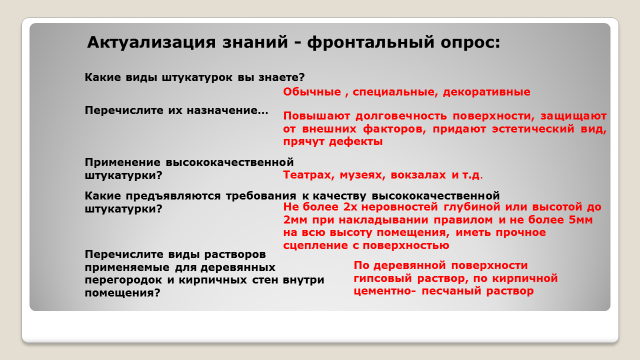 Актуализация знаний - фронтальный опрос:
Какие виды штукатурок вы знаете?
Обычные , специальные, декоративные
Перечислите их назначение…
Повышают долговечность поверхности, защищают
от внешних факторов, придают эстетический вид,
прячут дефекты
Применение высококачественной
штукатурки?
Театрах, музеях, вокзалах и т.д.
Какие предъявляются требования к качеству высококачественной
штукатурки?
Не более 2х неровностей глубиной или высотой до
2мм при накладывании правилом и не более 5мм
на всю высоту помещения, иметь прочное
сцепление с поверхностью
Перечислите виды растворов
применяемые для деревянных
перегородок и кирпичных стен внутри
помещения?
По деревянной поверхности
гипсовый раствор, по кирпичной
цементно- песчаный раствор